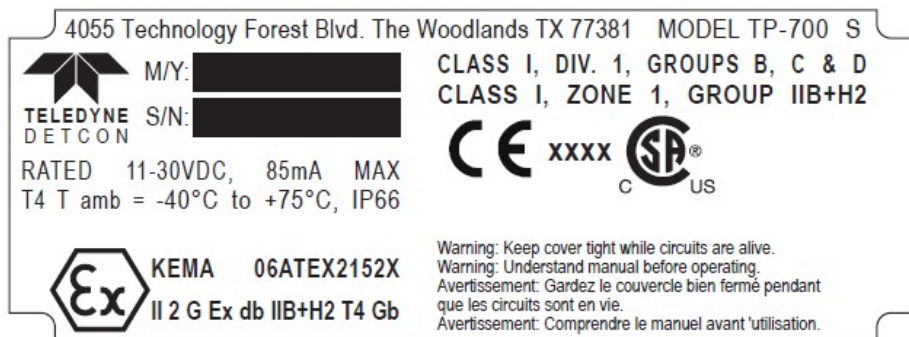 4055 Technology Forest Blvd. The Woodlands TX 77381 MODEL TP-700 S
TELEDYNE
DETCON
M/Y:
S/N:
RATED 11-30VDC, 85mA MAX
T4 T amb = -40°C to +75°C, IP66
CLASS I, DIV. 1, GROUPS B, C & D
CLASS I, ZONE 1, GROUP IIB+H2
CE xxxx C SA ® US
Ex
KEMA 06ATEX2152X
II 2 G Ex db IIB+H2 T4 Gb
Warning: Keep cover tight while circuits are alive.
Warning: Understand manual before operating.
Avertissement: Gardez le couvercle bien fermé pendant
que les circuits sont en vie.
Avertissement: Comprendre le manuel avant 'utilisation.